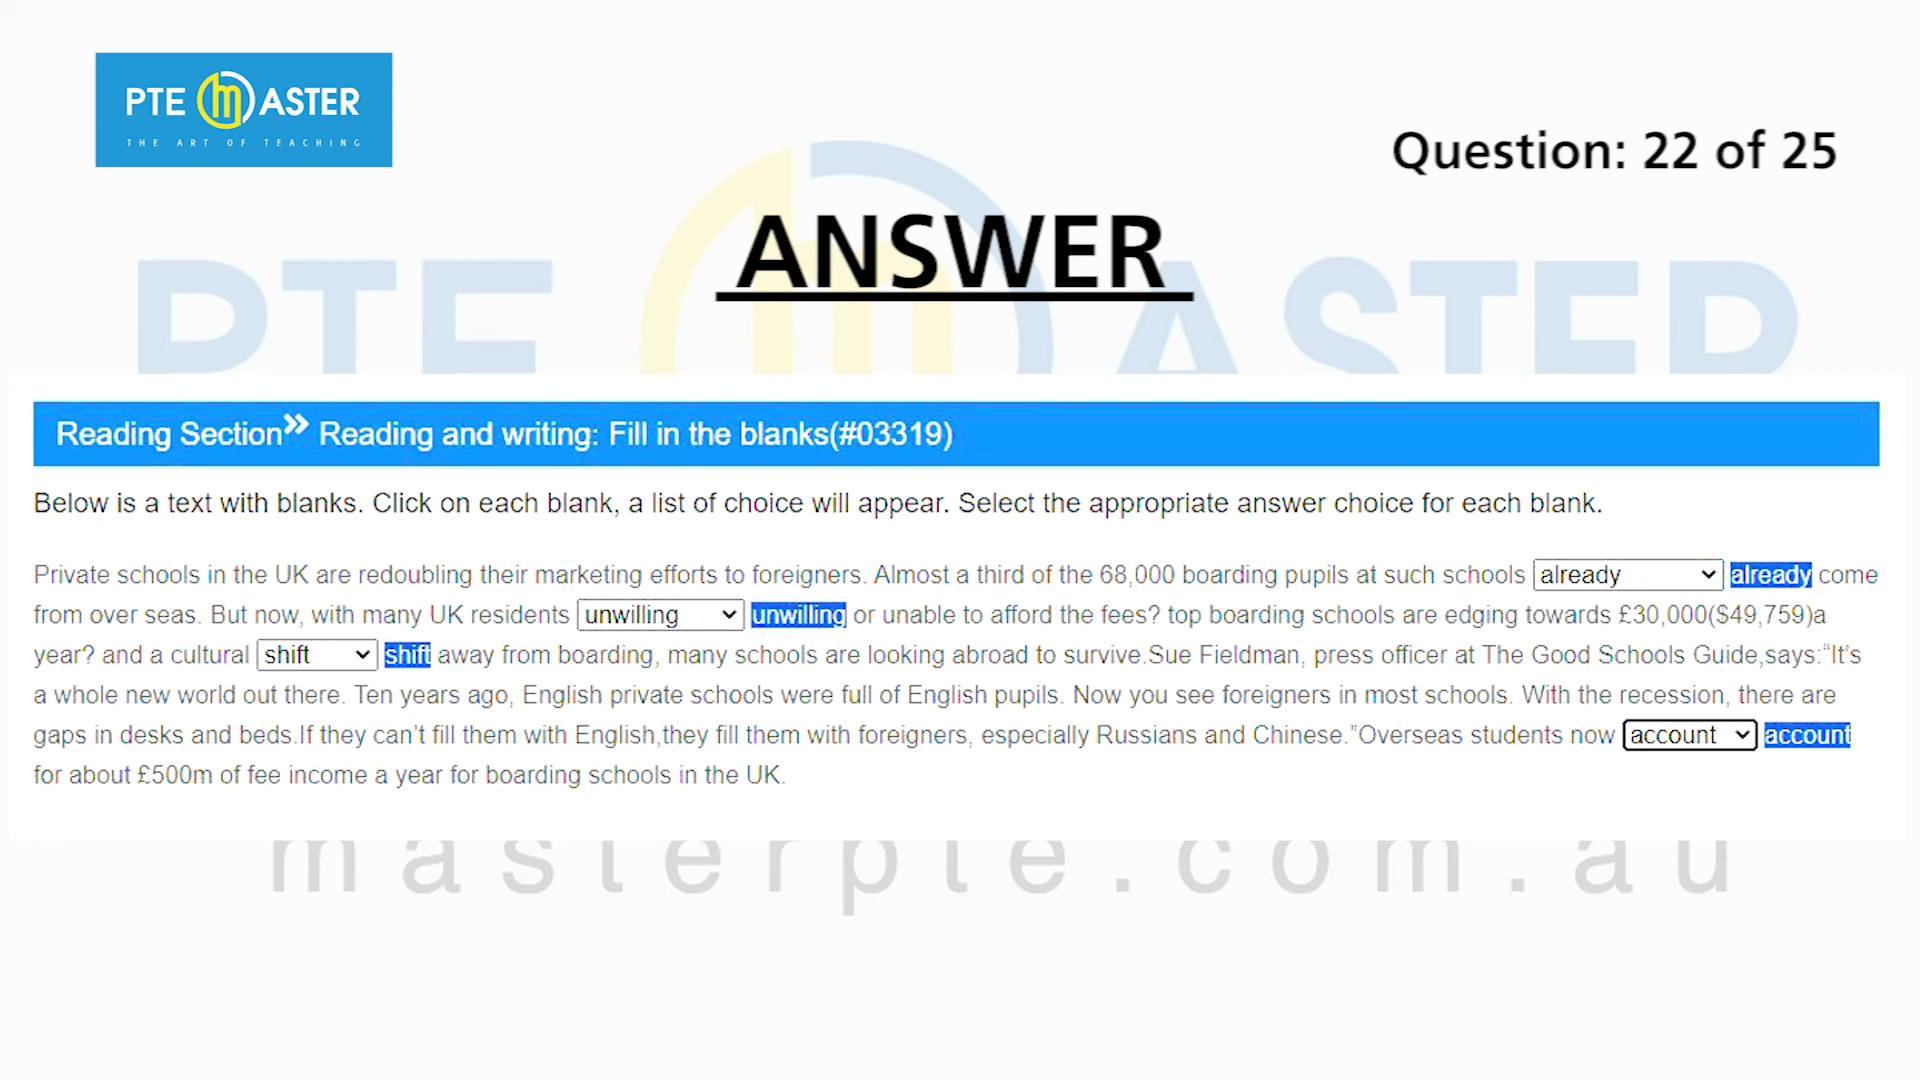 PTE MASTER
THE ART OF TEACHING
Question: 22 of 25
ANSWER
PTE MASTER
Reading Section» Reading and writing: Fill in the blanks(#03319)
Below is a text with blanks. Click on each blank, a list of choice will appear. Select the appropriate answer choice for each blank.
Private schools in the UK are redoubling their marketing efforts to foreigners. Almost a third of the 68,000 boarding pupils at such schools already already come
from over seas. But now, with many UK residents unwilling unwilling or unable to afford the fees? top boarding schools are edging towards £30,000($49,759)a
year? and a cultural shift shift away from boarding, many schools are looking abroad to survive.Sue Fieldman, press officer at The Good Schools Guide,says:“It’s
a whole new world out there. Ten years ago, English private schools were full of English pupils. Now you see foreigners in most schools. With the recession, there are
gaps in desks and beds.If they can’t fill them with English,they fill them with foreigners, especially Russians and Chinese.”Overseas students now account account
for about £500m of fee income a year for boarding schools in the UK.
masterpte.com.au